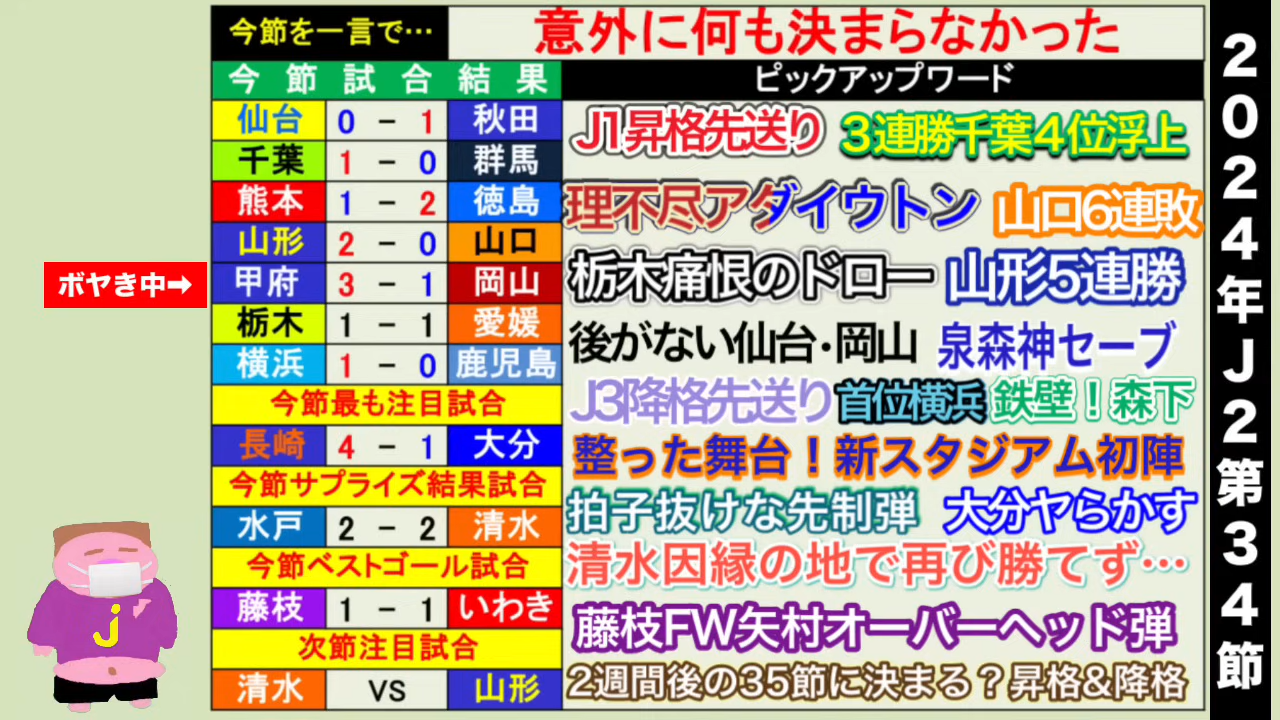 今節を一言で…
意外に何も決まらなかった
今節試合結果
ピックアップワード
仙台 0 － 1 秋田
千葉 1 － 0 群馬
熊本 1 － 2 徳島
山形 2 － 0 山口
甲府 3 － 1 岡山
栃木 1 － 1 愛媛
横浜 1 － 0 鹿児島
今節最も注目試合
長崎 4 － 1 大分
今節サプライズ結果試合
水戸 2 － 2 清水
今節ベストゴール試合
藤枝 1 － 1 いわき
次節注目試合
清水 VS 山形
J1昇格先送り 3連勝千葉4位浮上
理不尽アダイウトン 山口6連敗
栃木痛恨のドロー 山形5連勝
後がない仙台・岡山 泉森神セーブ
J3降格先送り 首位横浜 鉄壁！森下
整った舞台！新スタジアム初陣
拍子抜けな先制弾 大分ヤらかす
清水因縁の地で再び勝てず…
藤枝FW矢村オーバーヘッド弾
2週間後の35節に決まる？昇格&降格
ボヤき中➡
J
2024年J2第34節